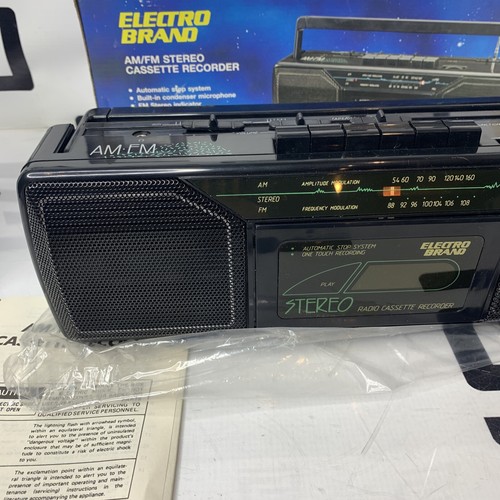 ELECTRO
BRAND
AM/FM STEREO
CASSETTE RECORDER
• Automatic stop system
• Built-in condenser microphone
• FM Stereo indicator
AM·FM
AM AMPLITUDE MODULATION 54 60 70 90 120 140 160
STEREO
FM FREQUENCY MODULATION 88 92 96 100 104 106 108
• AUTOMATIC STOP SYSTEM
• ONE TOUCH RECORDING
ELECTRO
BRAND
PLAY
STEREO RADIO CASSETTE RECORDER
SERVICING TO
QUALIFIED SERVICE PERSONNEL.
The lightning flash with arrowhead symbol,
within an equilateral triangle, is intended
to alert you to the presence of uninsulated
"dangerous voltage" within the product's
enclosure that may be of sufficient magni-
tude to constitute a risk of electric shock
to you.
The exclamation point within an equilate-
ral triangle is intended to alert you to the
presence of important operating and main-
tenance (servicing) instructions in the
literature accompanying the appliance.